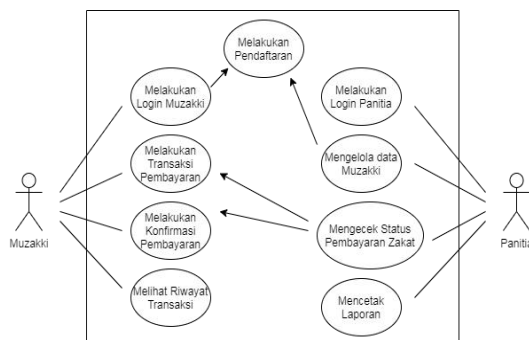 Melakukan
Pendaftaran
Melakukan
Login Muzakki
Melakukan
Login Panitia
Melakukan
Transaksi
Pembayaran
Mengelola data
Muzakki
Melakukan
Konfirmasi
Pembayaran
Mengecek Status
Pembayaran Zakat
Muzakki
Panitia
Melihat Riwayat
Transaksi
Mencetak
Laporan